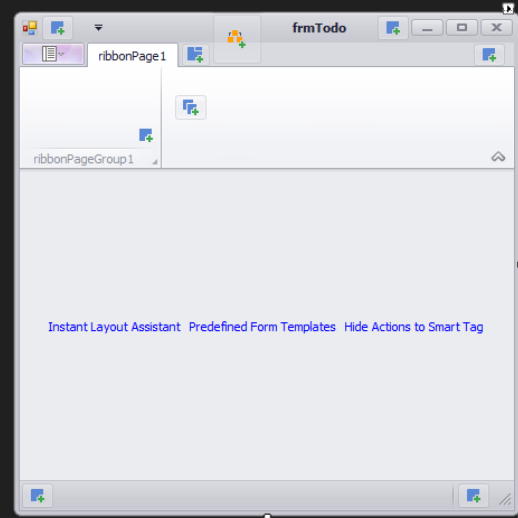 frmTodo
ribbonPage1
ribbonPageGroup1
Instant Layout Assistant Predefined Form Templates Hide Actions to Smart Tag